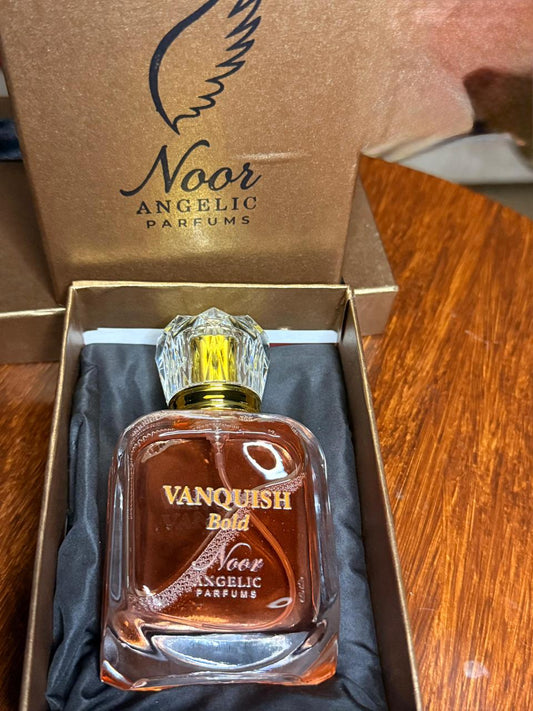 Noor
ANGELIC
PARFUMS
VANQUISH
Bold
Noor
ANGELIC
PARFUMS